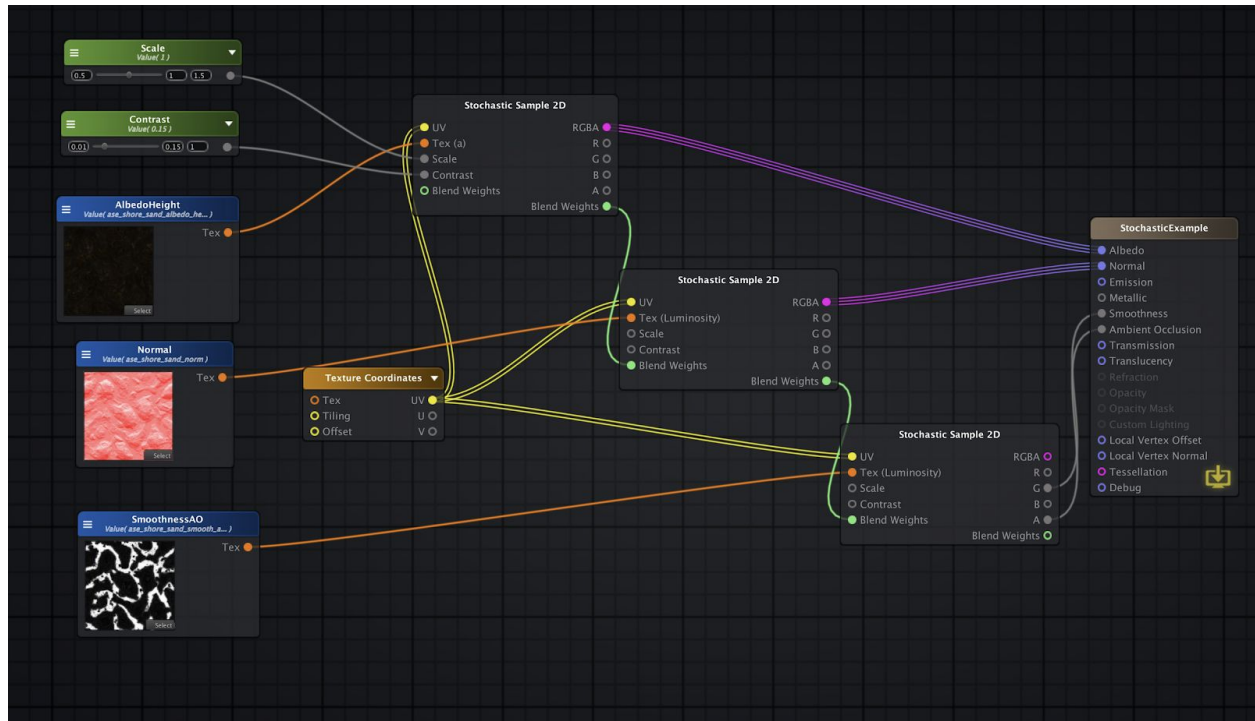 Scale
Value( 1 )
0.5 1 1.5
Contrast
Value( 0.15 )
0.01 0.15 1
AlbedoHeight
Value( ase_shore_sand_albedo_he... )
Tex
Select
Normal
Value( ase_shore_sand_norm )
Tex
Select
SmoothnessAO
Value( ase_shore_sand_smooth_a... )
Tex
Select
Texture Coordinates
Tex UV
Tiling U
Offset V
Stochastic Sample 2D
UV RGBA
Tex (a) R
Scale G
Contrast B
Blend Weights A
Blend Weights
Stochastic Sample 2D
UV RGBA
Tex (Luminosity) R
Scale G
Contrast B
Blend Weights A
Blend Weights
Stochastic Sample 2D
UV RGBA
Tex (Luminosity) R
Scale G
Contrast B
Blend Weights A
Blend Weights
StochasticExample
Albedo
Normal
Emission
Metallic
Smoothness
Ambient Occlusion
Transmission
Translucency
Refraction
Opacity
Opacity Mask
Custom Lighting
Local Vertex Offset
Local Vertex Normal
Tessellation
Debug